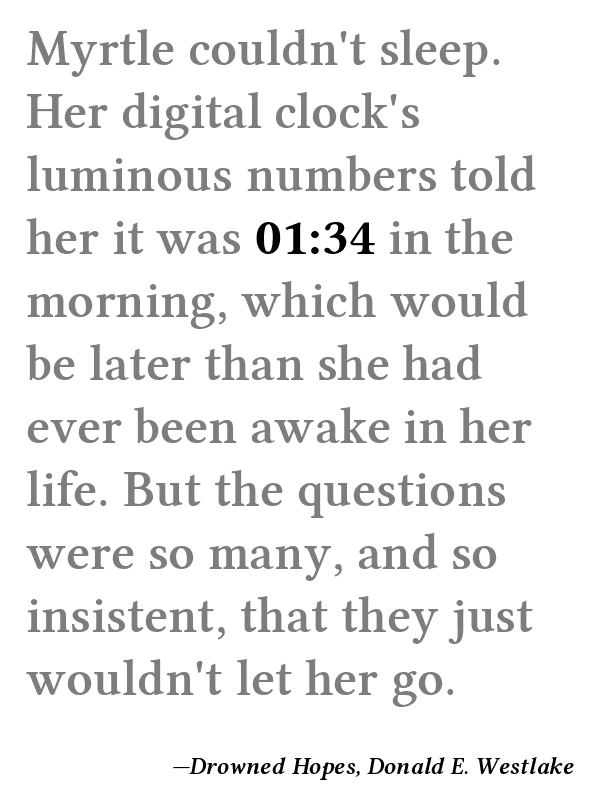 Myrtle couldn't sleep.
Her digital clock's
luminous numbers told
her it was 01:34 in the
morning, which would
be later than she had
ever been awake in her
life. But the questions
were so many, and so
insistent, that they just
wouldn't let her go.
—Drowned Hopes, Donald E. Westlake